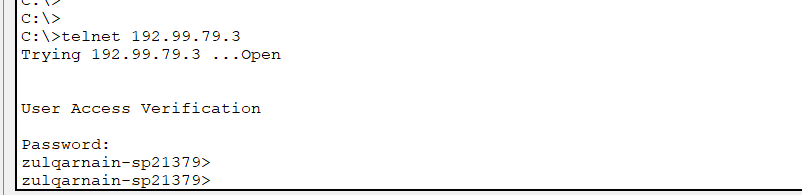 C:\>
C:\>
C:\>telnet 192.99.79.3
Trying 192.99.79.3 ...Open
User Access Verification
Password:
zulqarnain-sp21379>
zulqarnain-sp21379>